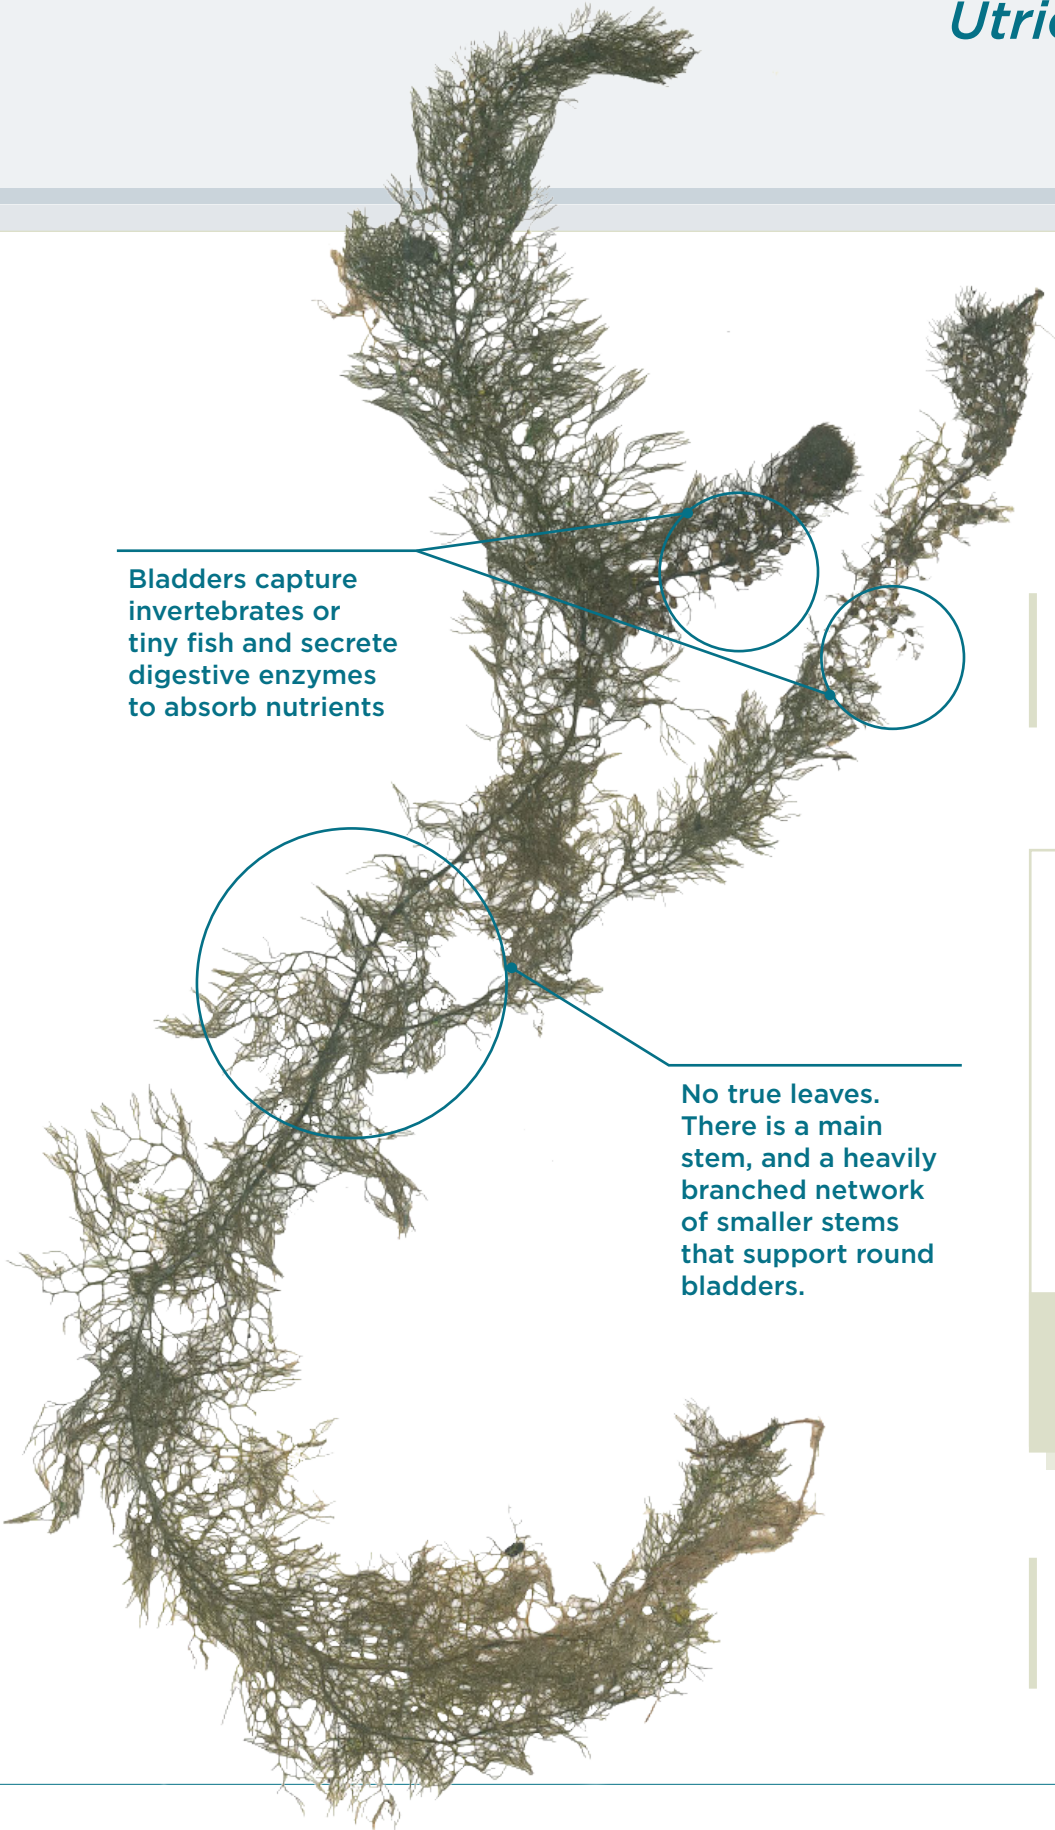 Bladders capture
invertebrates or
tiny fish and secrete
digestive enzymes
to absorb nutrients
No true leaves.
There is a main
stem, and a heavily
branched network
of smaller stems
that support round
bladders.